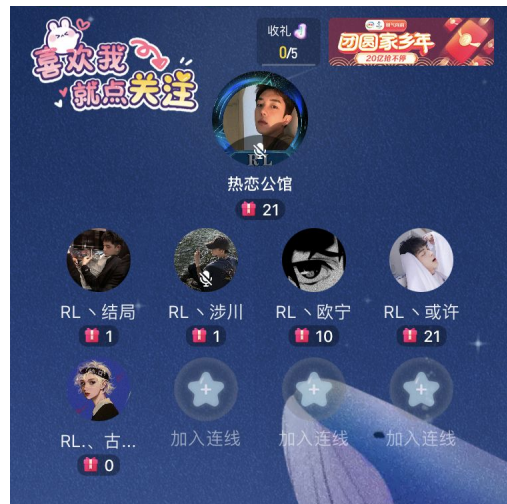 喜欢我
就点关注
收礼
0/5
团圆家乡年
20亿抢不停
RL
热恋公馆
21
RL丶结局
RL丶涉川
RL丶欧宁
RL丶或许
1
1
10
21
RL.、古...
加入连线
加入连线
加入连线
0